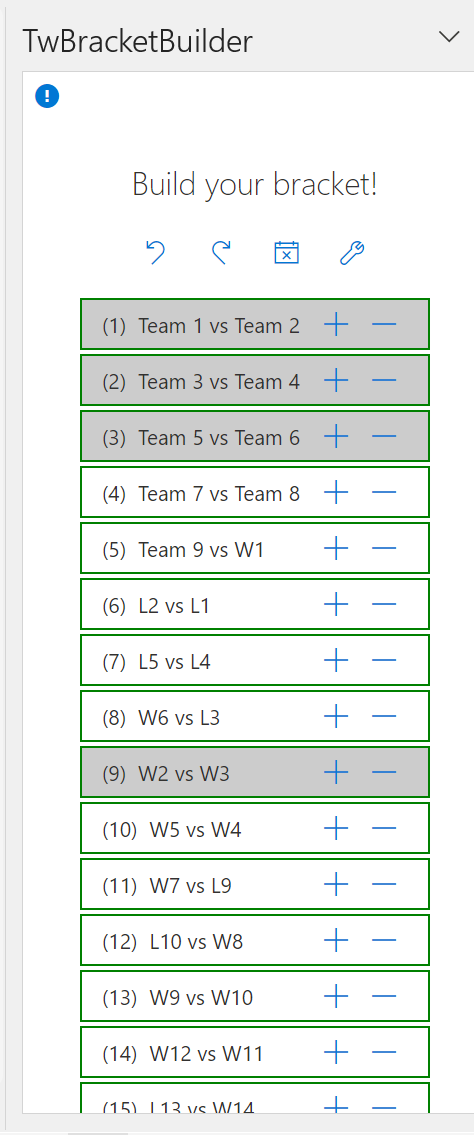 TwBracketBuilder
Build your bracket!
(1) Team 1 vs Team 2
(2) Team 3 vs Team 4
(3) Team 5 vs Team 6
(4) Team 7 vs Team 8
(5) Team 9 vs W1
(6) L2 vs L1
(7) L5 vs L4
(8) W6 vs L3
(9) W2 vs W3
(10) W5 vs W4
(11) W7 vs L9
(12) L10 vs W8
(13) W9 vs W10
(14) W12 vs W11
(15) L13 vs W14